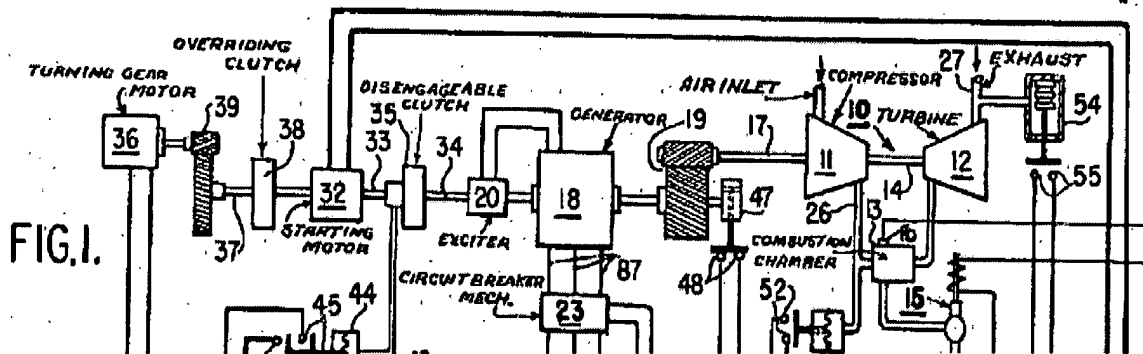 OVERRIDING
CLUTCH
TURNING GEAR
MOTOR
39
36
38
37
32
STARTING
MOTOR
33
DISENGAGEABLE
CLUTCH
35
34
20
EXCITER
GENERATOR
18
87
CIRCUIT BREAKER
MECH.
23
19
AIR INLET
17
COMPRESSOR
10
TURBINE
11
12
14
27
EXHAUST
54
55
26
13
16
COMBUSTION
CHAMBER
15
47
48
52
45
44
FIG.1.